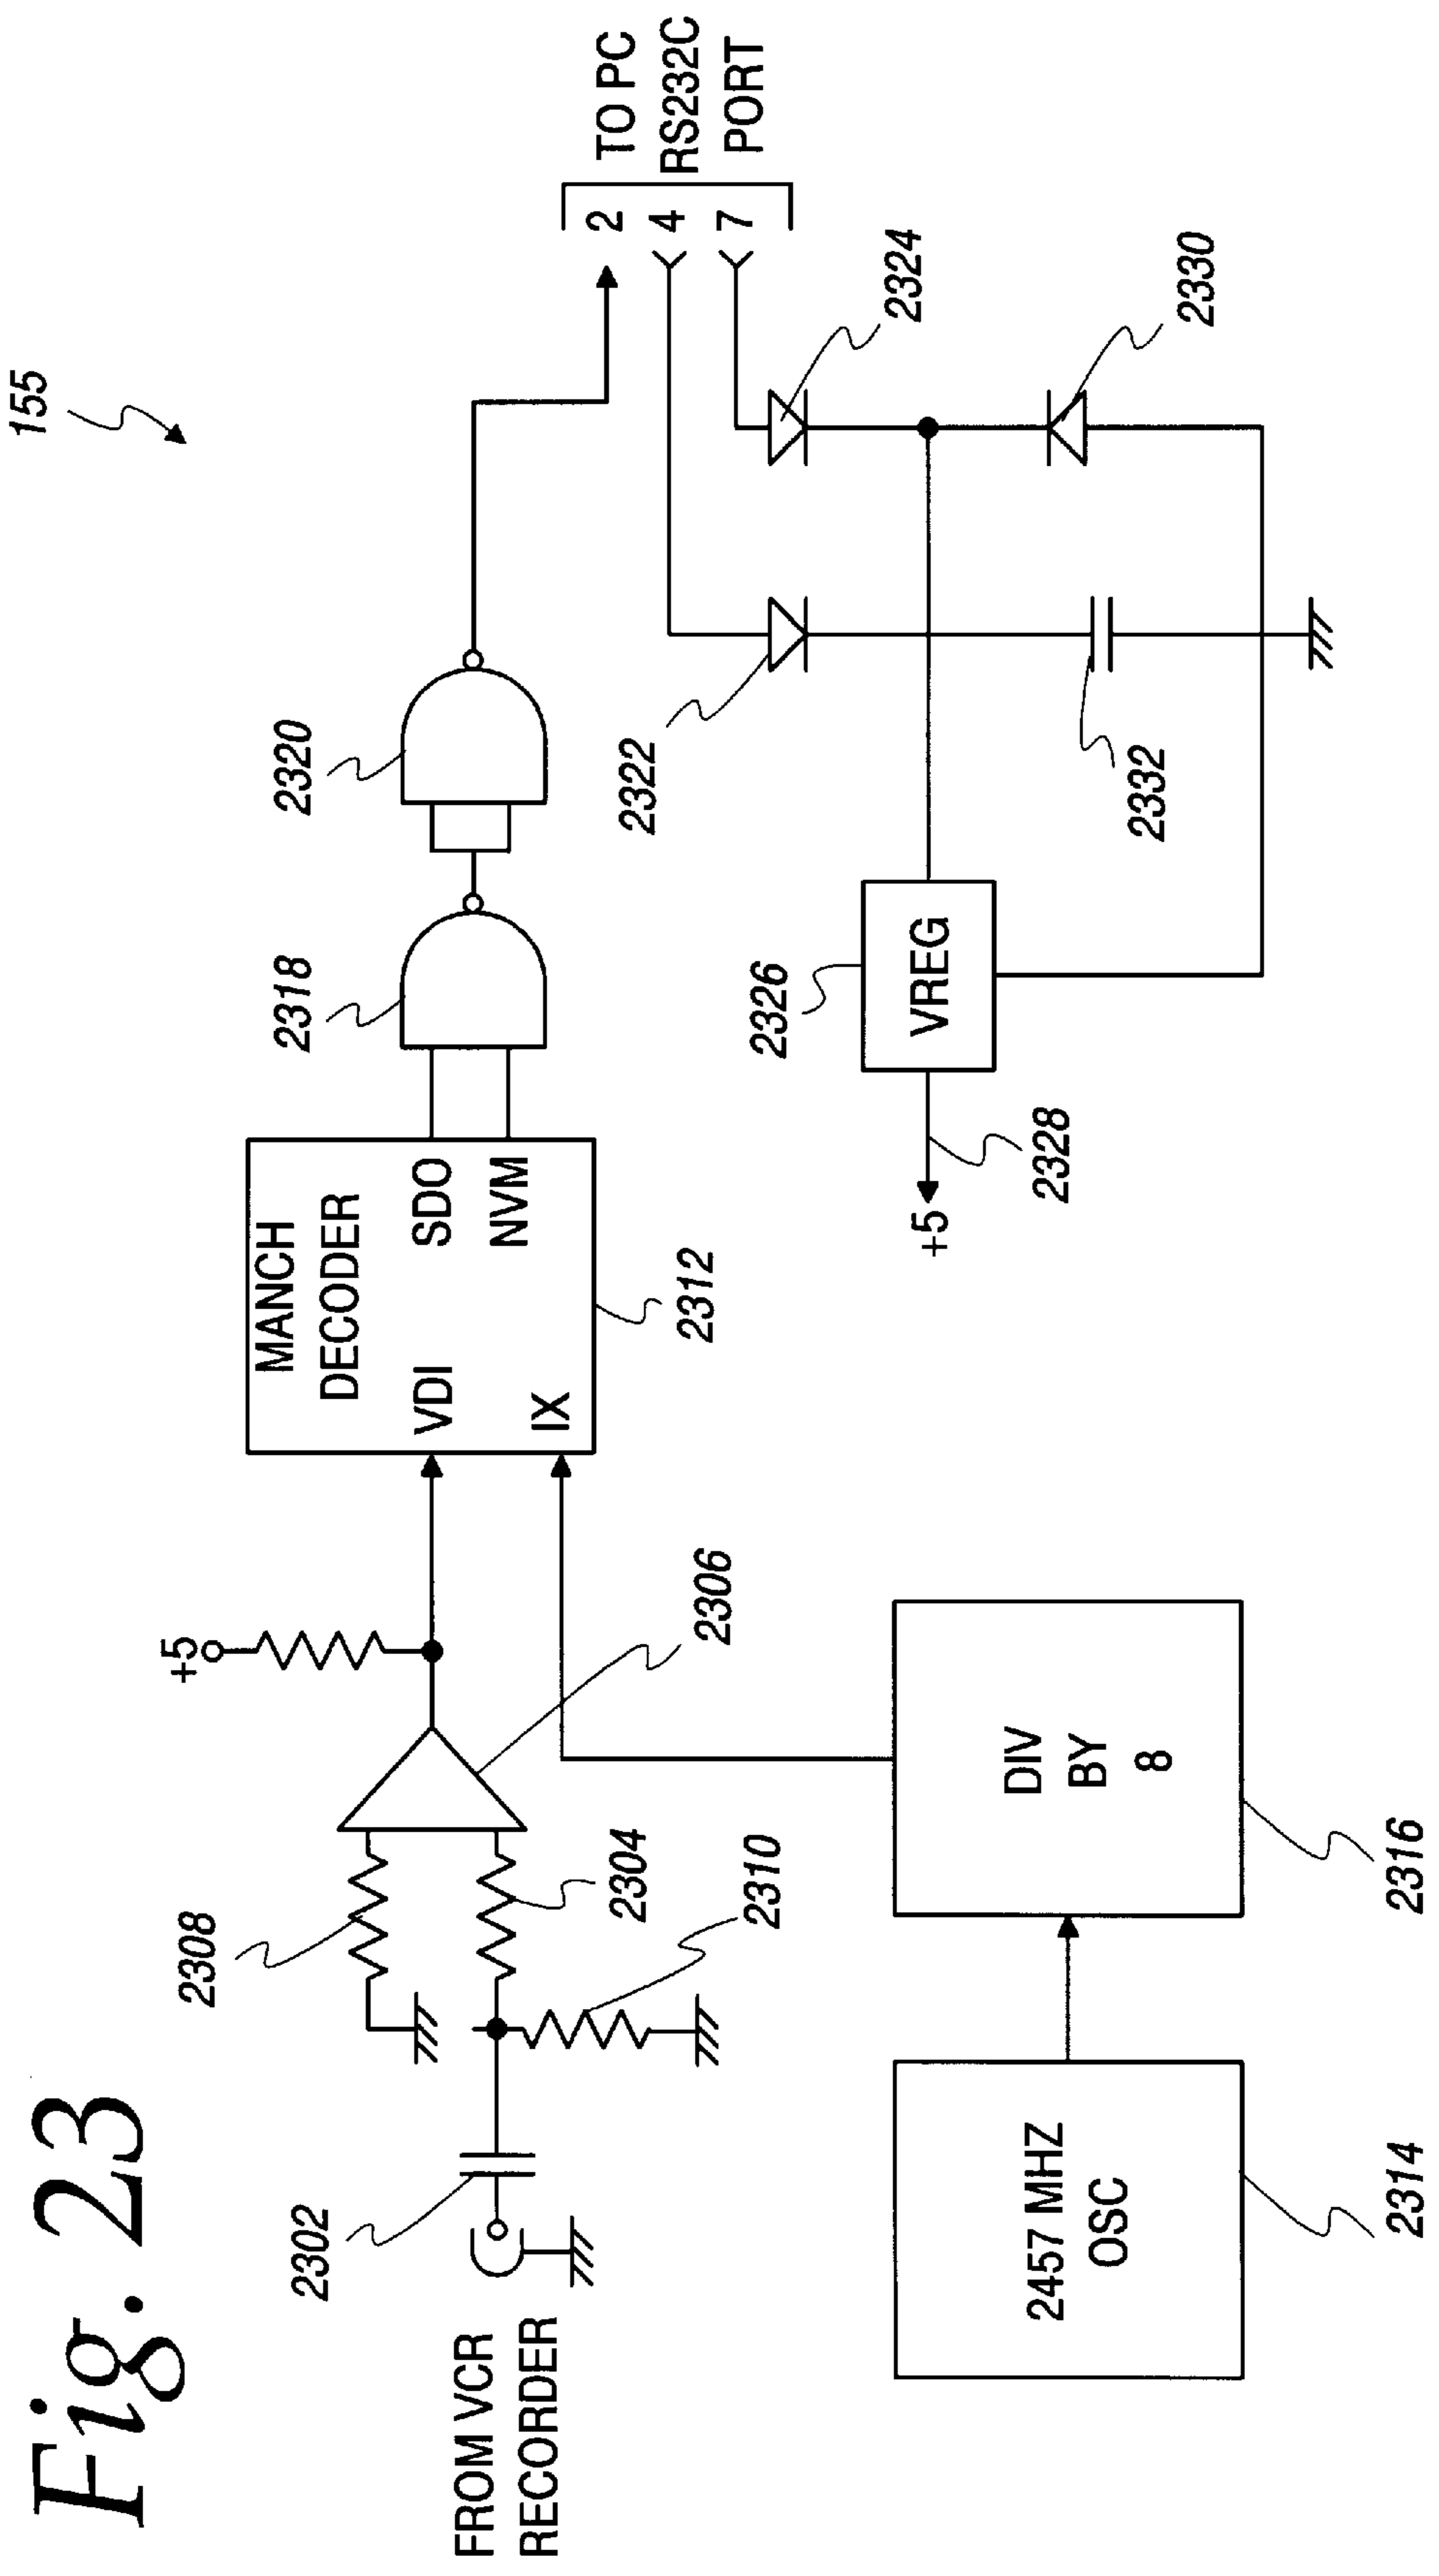 Fig. 23
155
FROM VCR
RECORDER
2302
2308
2304
2310
+5
2306
MANCH
DECODER
VDI
SDO
IX
NVM
2312
2318
2320
2
4
7
TO PC
RS232C
PORT
2457 MHZ
OSC
2314
DIV
BY
8
2316
+5
2328
VREG
2326
2322
2324
2332
2330